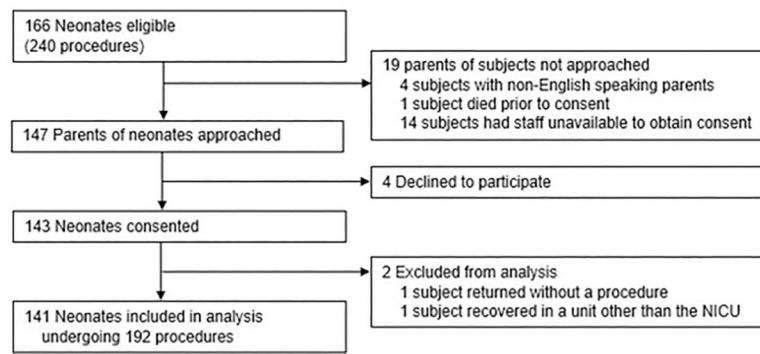 166 Neonates eligible
(240 procedures)
19 parents of subjects not approached
4 subjects with non-English speaking parents
1 subject died prior to consent
14 subjects had staff unavailable to obtain consent
147 Parents of neonates approached
4 Declined to participate
143 Neonates consented
2 Excluded from analysis
1 subject returned without a procedure
1 subject recovered in a unit other than the NICU
141 Neonates included in analysis
undergoing 192 procedures